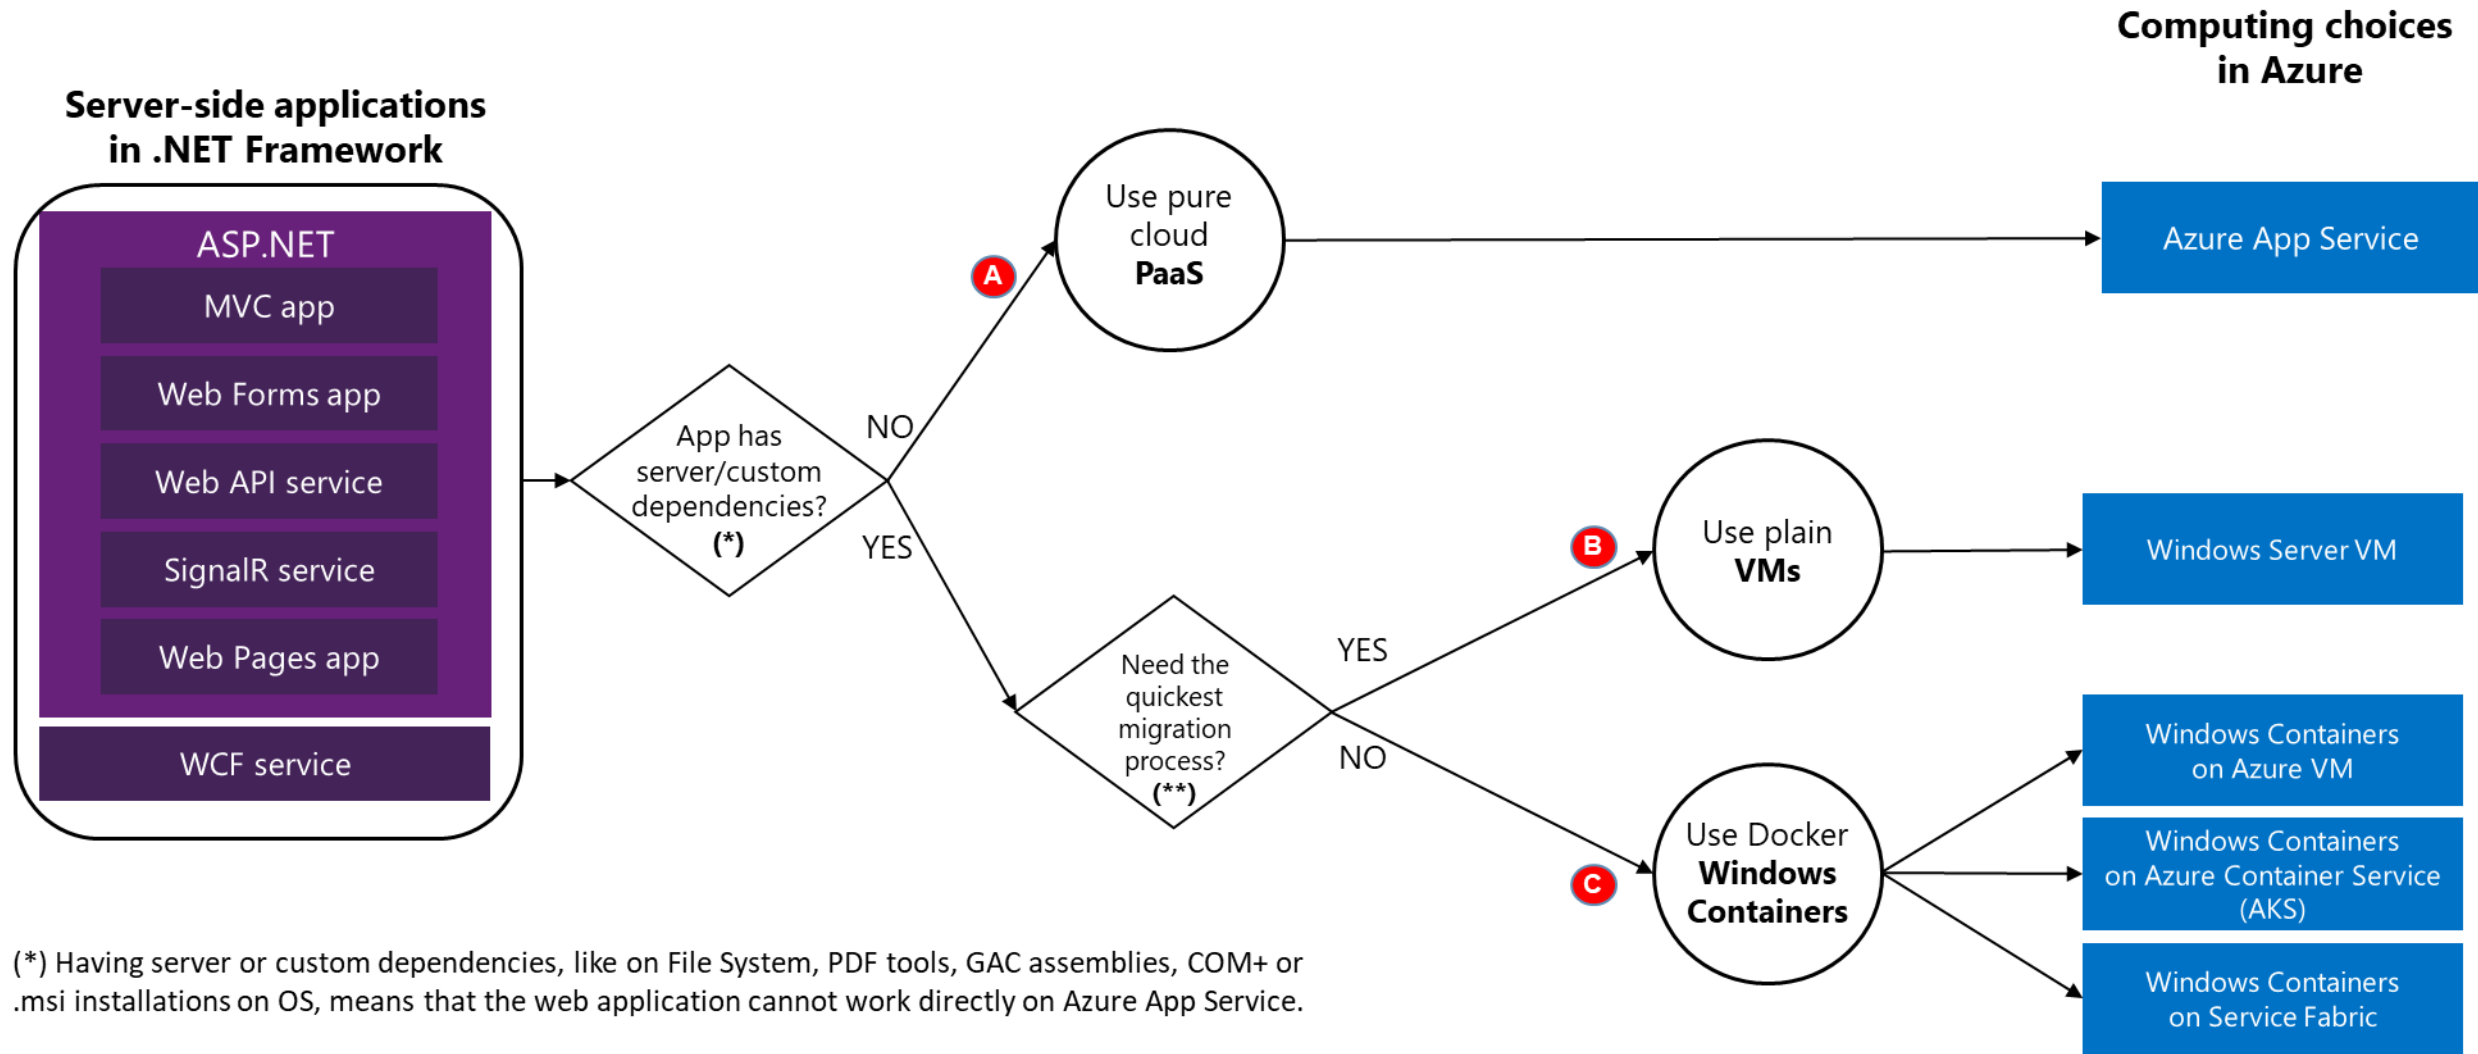 Computing choices
in Azure
Server-side applications
in .NET Framework
ASP.NET
MVC app
Web Forms app
Web API service
SignalR service
Web Pages app
WCF service
App has
server/custom
dependencies?
(*)
NO
YES
A
Use pure
cloud
PaaS
Azure App Service
Need the
quickest
migration
process?
(**)
YES
NO
B
Use plain
VMs
Windows Server VM
C
Use Docker
Windows
Containers
Windows Containers
on Azure VM
Windows Containers
on Azure Container Service
(AKS)
Windows Containers
on Service Fabric
(*) Having server or custom dependencies, like on File System, PDF tools, GAC assemblies, COM+ or
.msi installations on OS, means that the web application cannot work directly on Azure App Service.